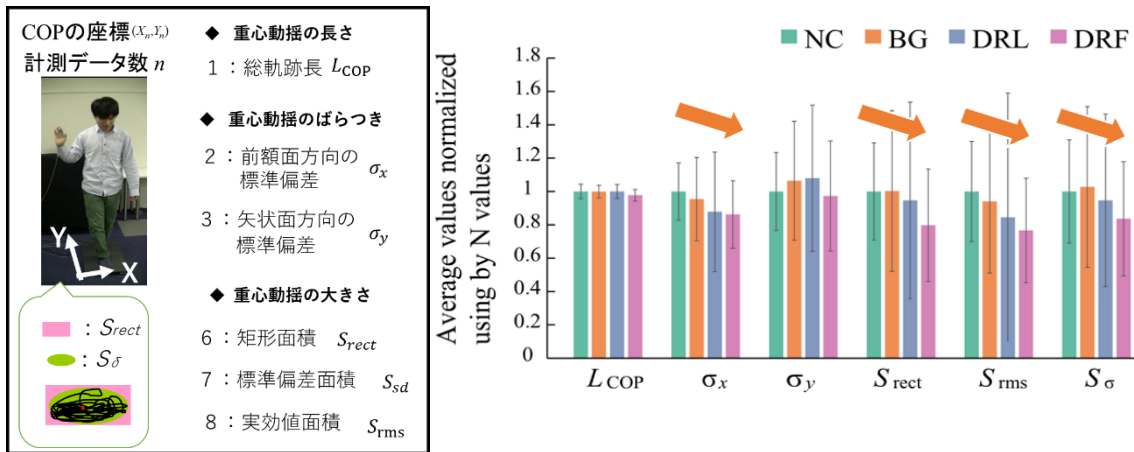 COPの座標(Xₙ,Yₙ)
計測データ数 n
Y
X
: Srect
: Sδ
◆ 重心動揺の長さ
1：総軌跡長 L_COP
◆ 重心動揺のばらつき
2：前額面方向の
標準偏差 σx
3：矢状面方向の
標準偏差 σy
◆ 重心動揺の大きさ
6：矩形面積 Srect
7：標準偏差面積 Ssd
8：実効値面積 Srms
NC BG DRL DRF
Average values normalized
using by N values
2
1.8
1.6
1.4
1.2
1
0.8
0.6
0.4
0.2
0
L_COP σx σy Srect Srms Sσ